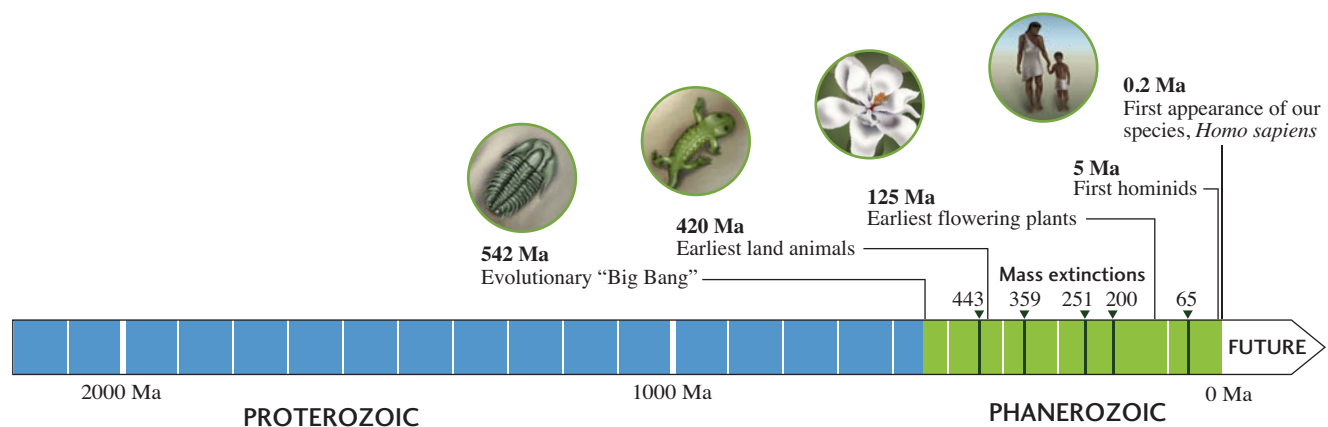 0.2 Ma
First appearance of our
species, Homo sapiens
5 Ma
First hominids
125 Ma
Earliest flowering plants
420 Ma
Earliest land animals
542 Ma
Evolutionary “Big Bang”
Mass extinctions
443 359 251 200 65
FUTURE
2000 Ma 1000 Ma 0 Ma
PROTEROZOIC PHANEROZOIC